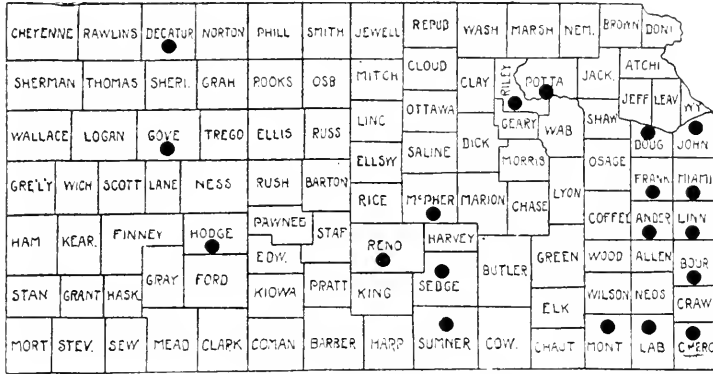 CHEYENNE RAWLINS DECATUR NORTON PHILL SMITH JEWELL REPUB WASH MARSH NEM. BROWN DONI.
SHERMAN THOMAS SHERI. GRAH ROOKS OSB MITCH CLOUD CLAY RILEY POTTA JACK. ATCHI
JEFF LEAV WY.
WALLACE LOGAN GOVE TREGO ELLIS RUSS LINC OTTAWA DICK GEARY WAB SHAW DOUG JOHN
ELLSW SALINE MORRIS OSAGE
GRE'L'Y WICH SCOTT LANE NESS RUSH BARTON RICE McPHER MARION CHASE LYON FRANK MIAMI
HAM KEAR. FINNEY HODGE PAWNEE STAF RENO HARVEY COFFEE ANDER LINN
GRAY FORD EDW. BUTLER GREEN WOOD ALLEN BOUR
STAN GRANT HASK KIOWA PRATT KING SEDGE ELK WILSON NEOS CRAW
MORT STEV. SEW MEAD CLARK COMAN BARBER HARP SUMNER COW. CHAUT MONT LAB CHERO